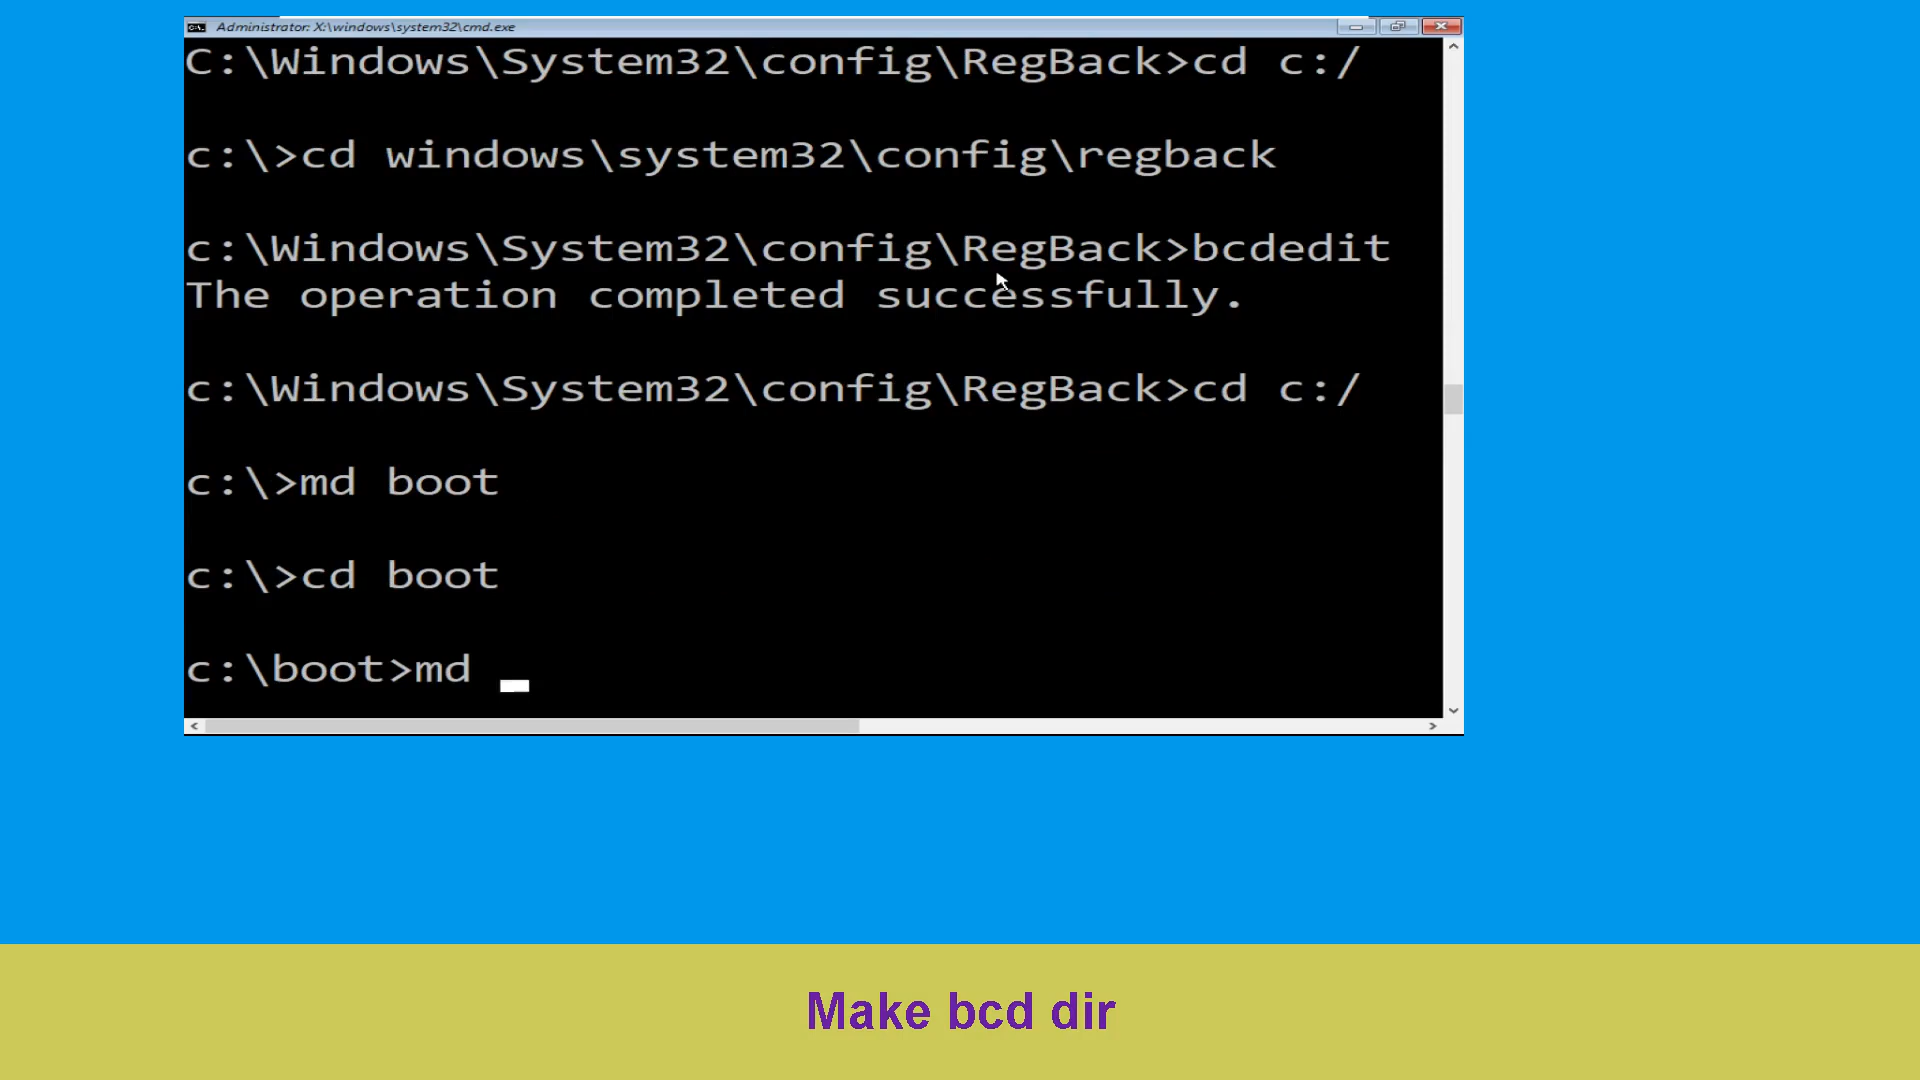 Administrator: X:\windows\system32\cmd.exe
C:\Windows\System32\config\RegBack>cd c:/
c:\>cd windows\system32\config\regback
c:\Windows\System32\config\RegBack>bcdedit
The operation completed successfully.
c:\Windows\System32\config\RegBack>cd c:/
c:\>md boot
c:\>cd boot
c:\boot>md
Make bcd dir